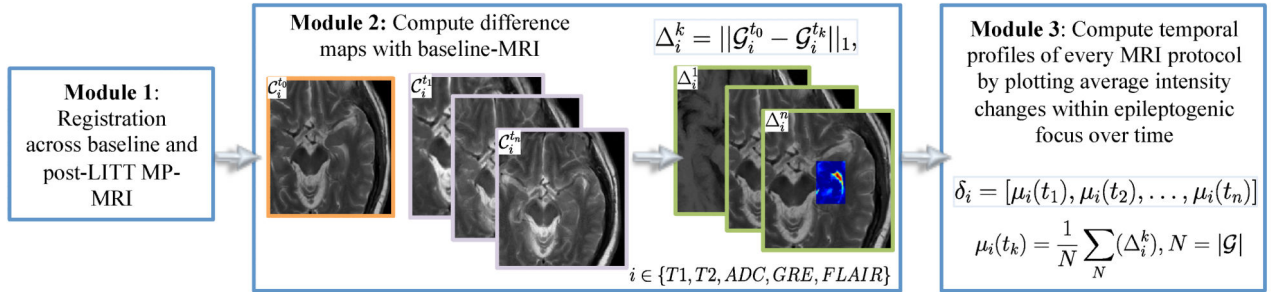 Module 1:
Registration
across baseline and
post-LITT MP-
MRI
Module 2: Compute difference
maps with baseline-MRI
Δ_i^k = ||𝒢_i^{t_0} − 𝒢_i^{t_k}||_1,
𝒞_i^{t_0}
𝒞_i^{t_1}
𝒞_i^{t_n}
Δ_i^1
Δ_i^n
i ∈ {T1, T2, ADC, GRE, FLAIR}
Module 3: Compute temporal
profiles of every MRI protocol
by plotting average intensity
changes within epileptogenic
focus over time
δ_i = [μ_i(t_1), μ_i(t_2), . . . , μ_i(t_n)]
μ_i(t_k) = 1/N ∑_N (Δ_i^k), N = |𝒢|